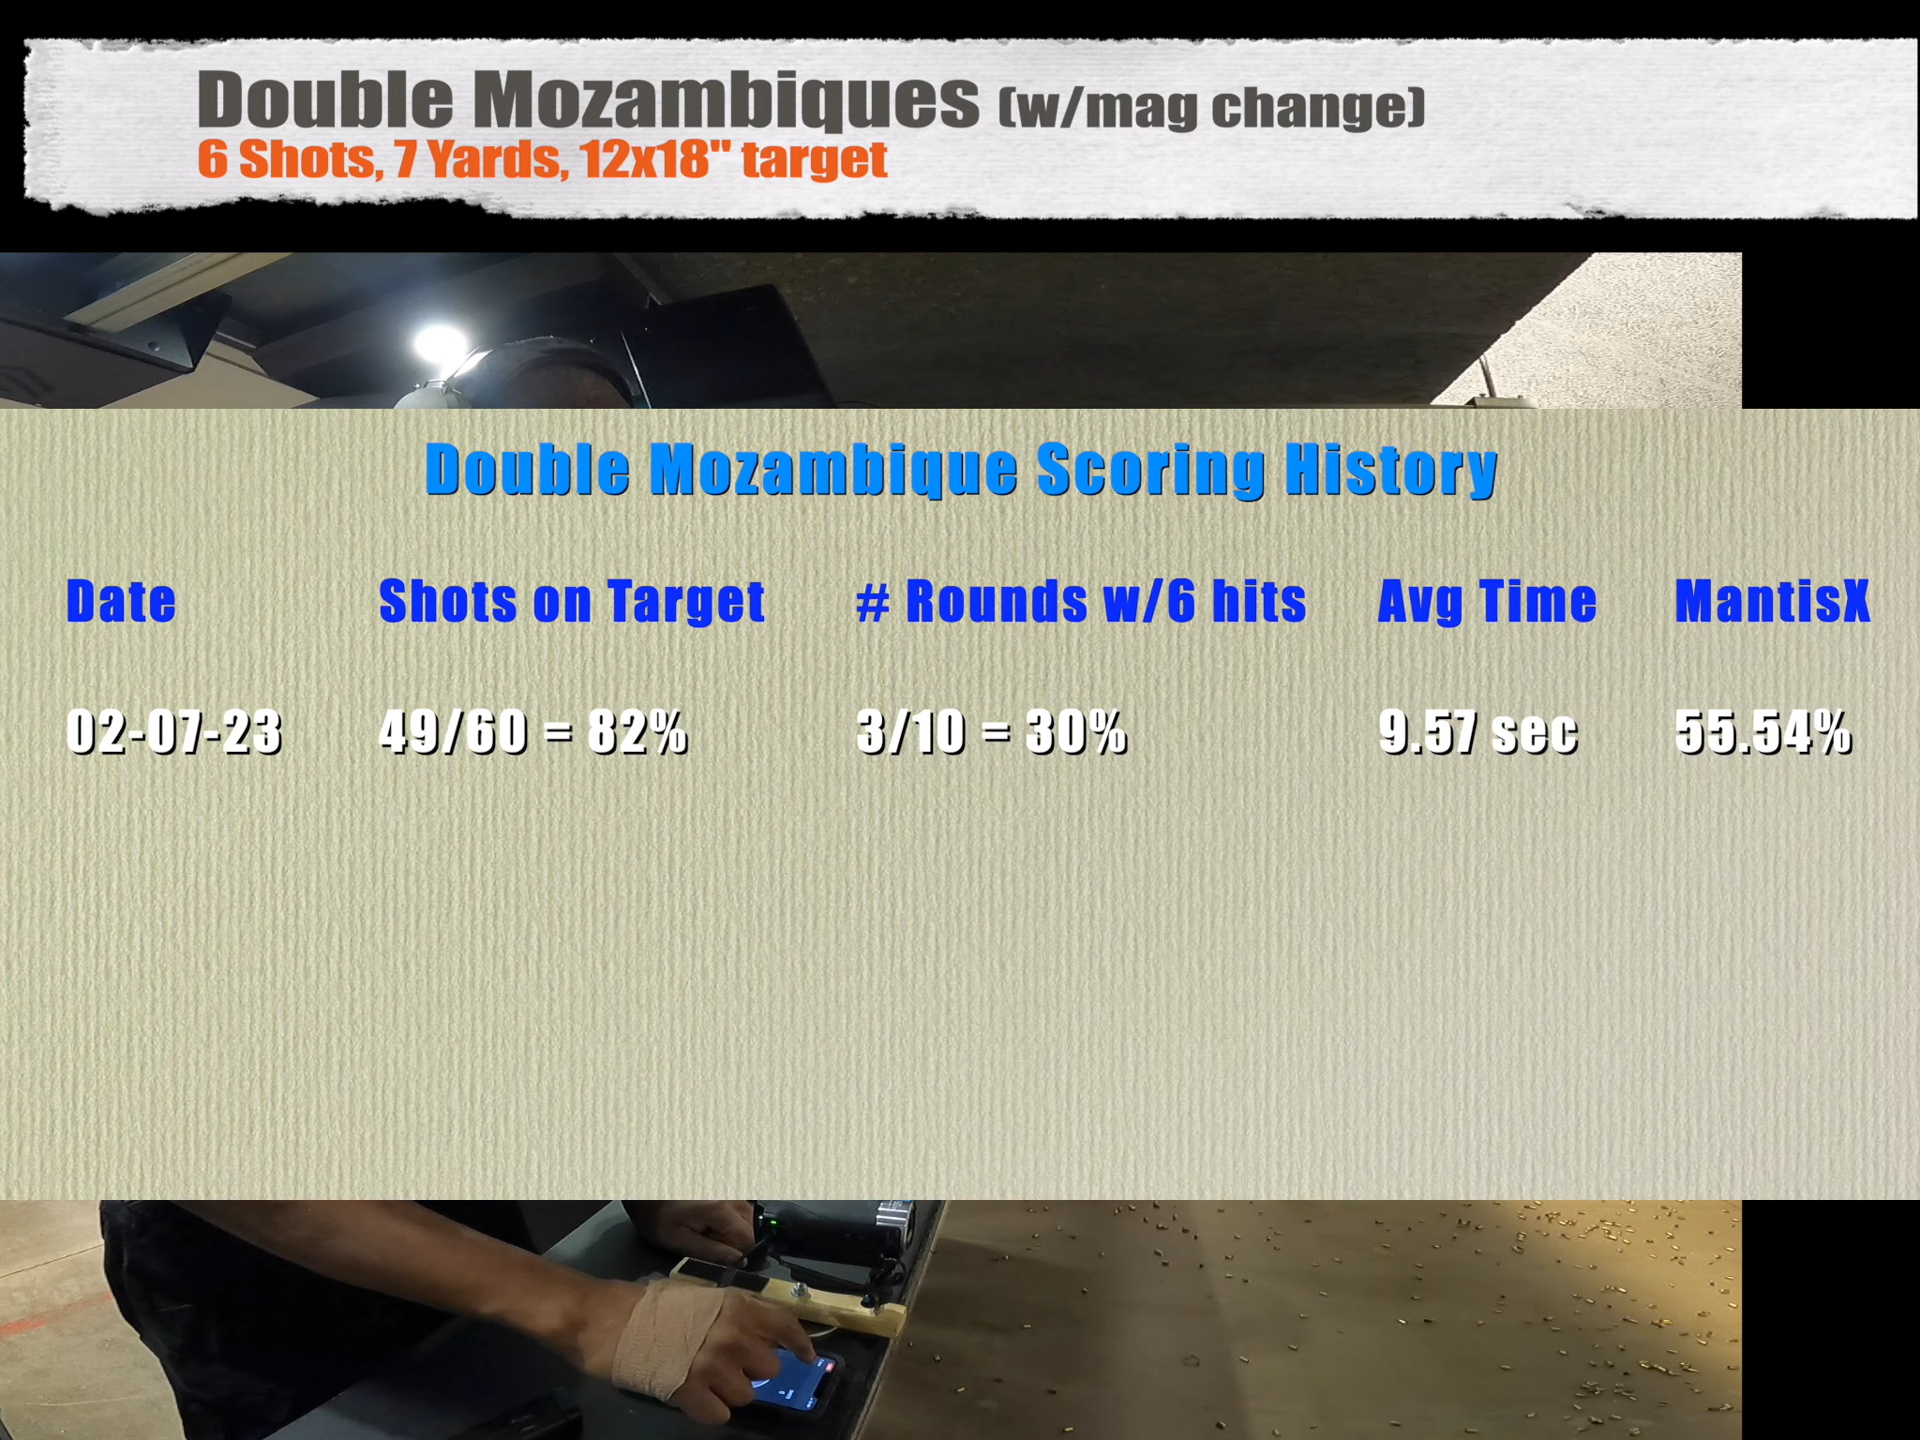 Double Mozambiques (w/mag change)
6 Shots, 7 Yards, 12x18" target
Double Mozambique Scoring History
Date Shots on Target # Rounds w/6 hits Avg Time MantisX
02-07-23 49/60 = 82% 3/10 = 30% 9.57 sec 55.54%